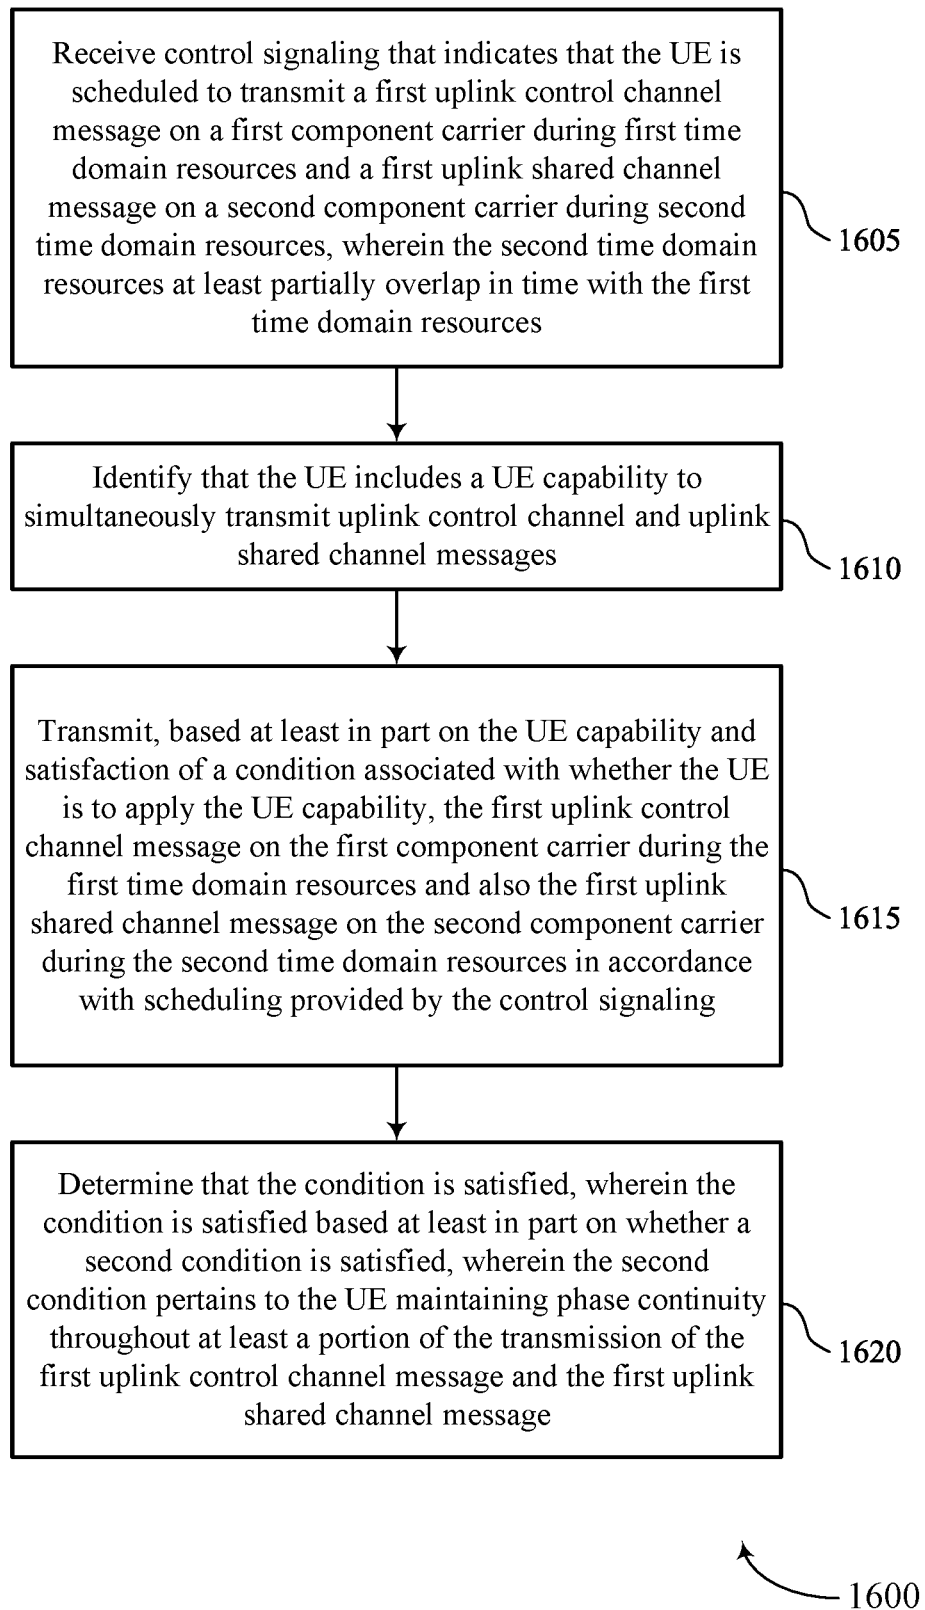 Receive control signaling that indicates that the UE is
scheduled to transmit a first uplink control channel
message on a first component carrier during first time
domain resources and a first uplink shared channel
message on a second component carrier during second
time domain resources, wherein the second time domain
resources at least partially overlap in time with the first
time domain resources
1605
Identify that the UE includes a UE capability to
simultaneously transmit uplink control channel and uplink
shared channel messages
1610
Transmit, based at least in part on the UE capability and
satisfaction of a condition associated with whether the UE
is to apply the UE capability, the first uplink control
channel message on the first component carrier during the
first time domain resources and also the first uplink
shared channel message on the second component carrier
during the second time domain resources in accordance
with scheduling provided by the control signaling
1615
Determine that the condition is satisfied, wherein the
condition is satisfied based at least in part on whether a
second condition is satisfied, wherein the second
condition pertains to the UE maintaining phase continuity
throughout at least a portion of the transmission of the
first uplink control channel message and the first uplink
shared channel message
1620
1600